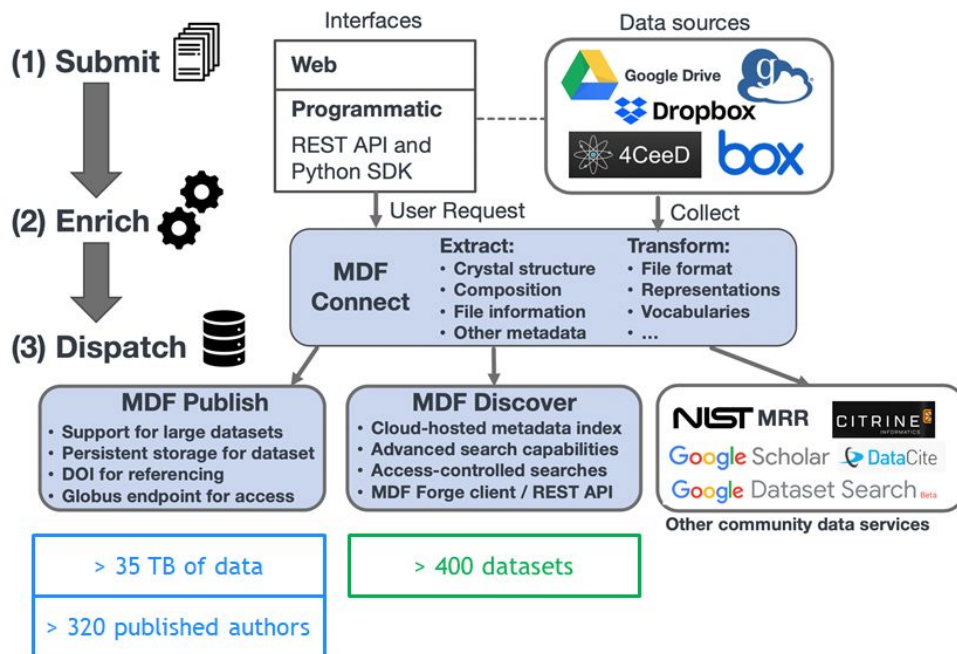 Interfaces
Data sources
(1) Submit
Web
Programmatic
REST API and
Python SDK
Google Drive
g
Dropbox
4CeeD
box
User Request
Collect
(2) Enrich
MDF
Connect
Extract:
• Crystal structure
• Composition
• File information
• Other metadata
Transform:
• File format
• Representations
• Vocabularies
• ...
(3) Dispatch
MDF Publish
• Support for large datasets
• Persistent storage for dataset
• DOI for referencing
• Globus endpoint for access
MDF Discover
• Cloud-hosted metadata index
• Advanced search capabilities
• Access-controlled searches
• MDF Forge client / REST API
NIST MRR
CITRINE
INFORMATICS
Google Scholar
DataCite
Google Dataset Search Beta
Other community data services
> 35 TB of data
> 320 published authors
> 400 datasets